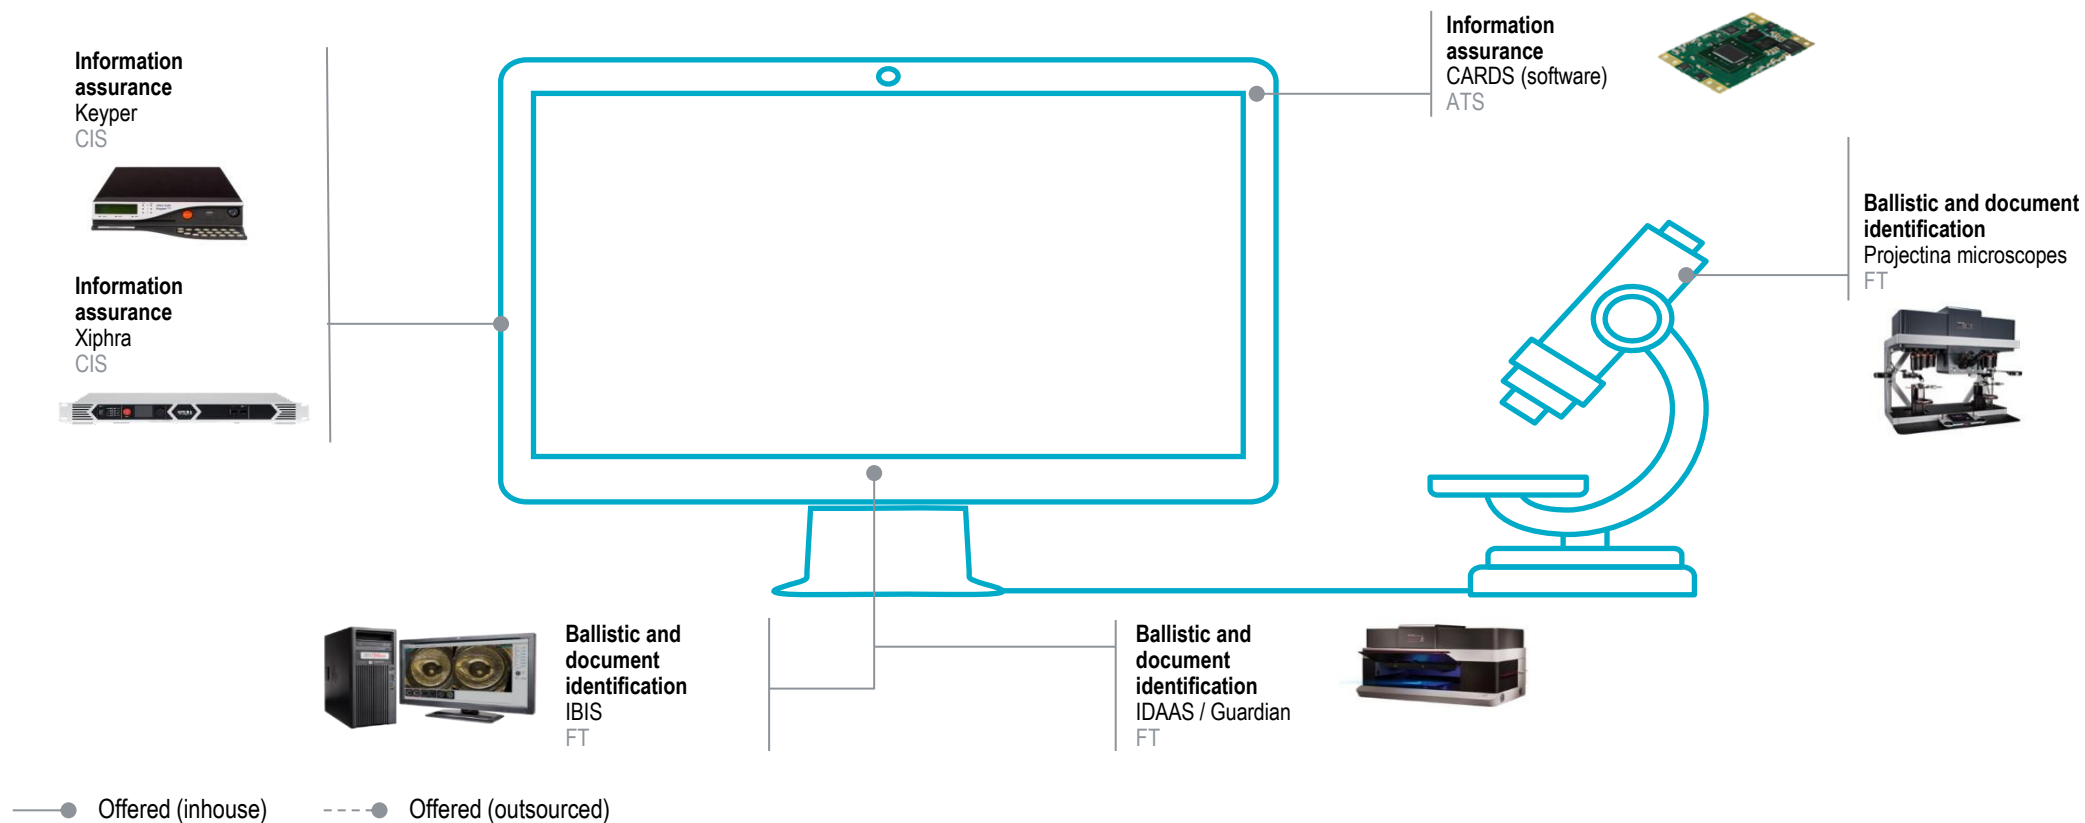 Information
assurance
Keyper
CIS
Information
assurance
Xiphra
CIS
Information
assurance
CARDS (software)
ATS
Ballistic and document
identification
Projectina microscopes
FT
Ballistic and
document
identification
IBIS
FT
Ballistic and
document
identification
IDAAS / Guardian
FT
Offered (inhouse)
Offered (outsourced)